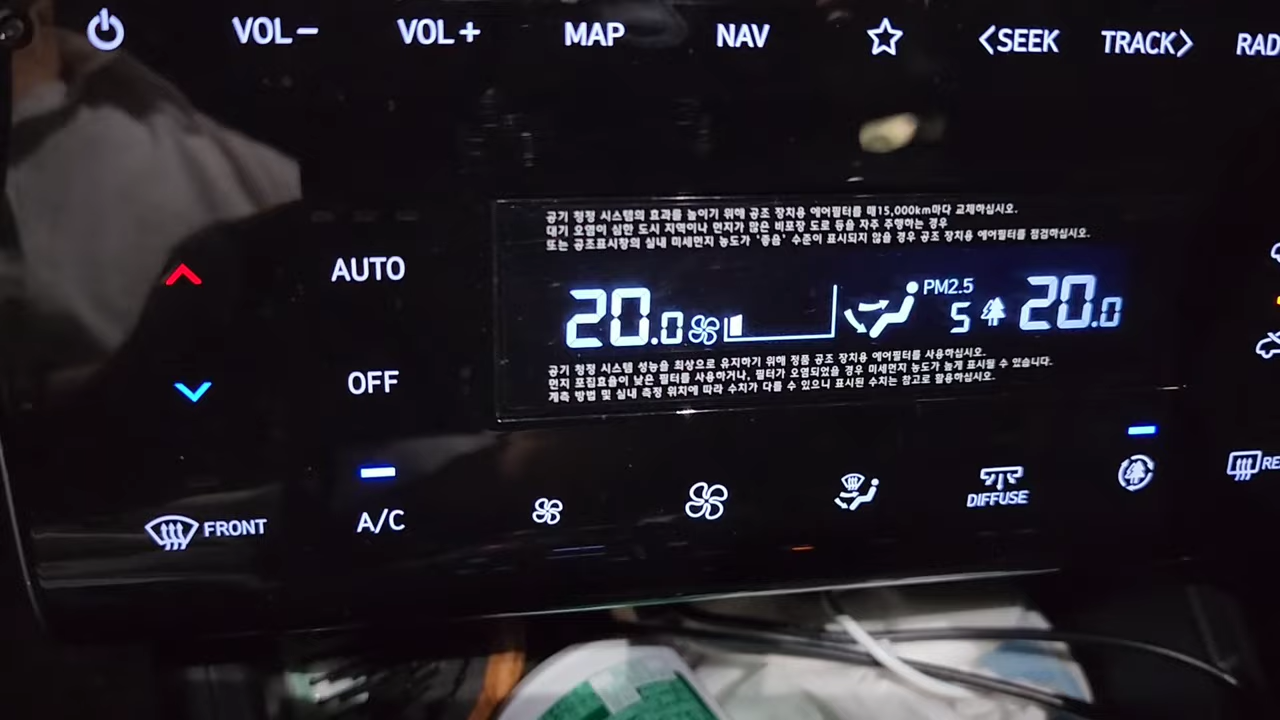 VOL− VOL+ MAP NAV <SEEK TRACK> RAD
공기 청정 시스템의 효과를 높이기 위해 공조 장치용 에어필터를 매15,000km마다 교체하십시오.
대기 오염이 심한 도시 지역이나 먼지가 많은 비포장 도로 등을 자주 주행하는 경우
또는 공조표시창의 실내 미세먼지 농도가 '좋음' 수준이 표시되지 않을 경우 공조 장치용 에어필터를 점검하십시오.
AUTO
20.0 PM2.5 5 20.0
공기 청정 시스템 성능을 최상으로 유지하기 위해 정품 공조 장치용 에어필터를 사용하십시오.
먼지 포집효율이 낮은 필터를 사용하거나, 필터가 오염되었을 경우 미세먼지 농도가 높게 표시될 수 있습니다.
계측 방법 및 실내 측정 위치에 따라 수치가 다를 수 있으니 표시된 수치는 참고로 활용하십시오.
OFF
FRONT A/C DIFFUSE RE